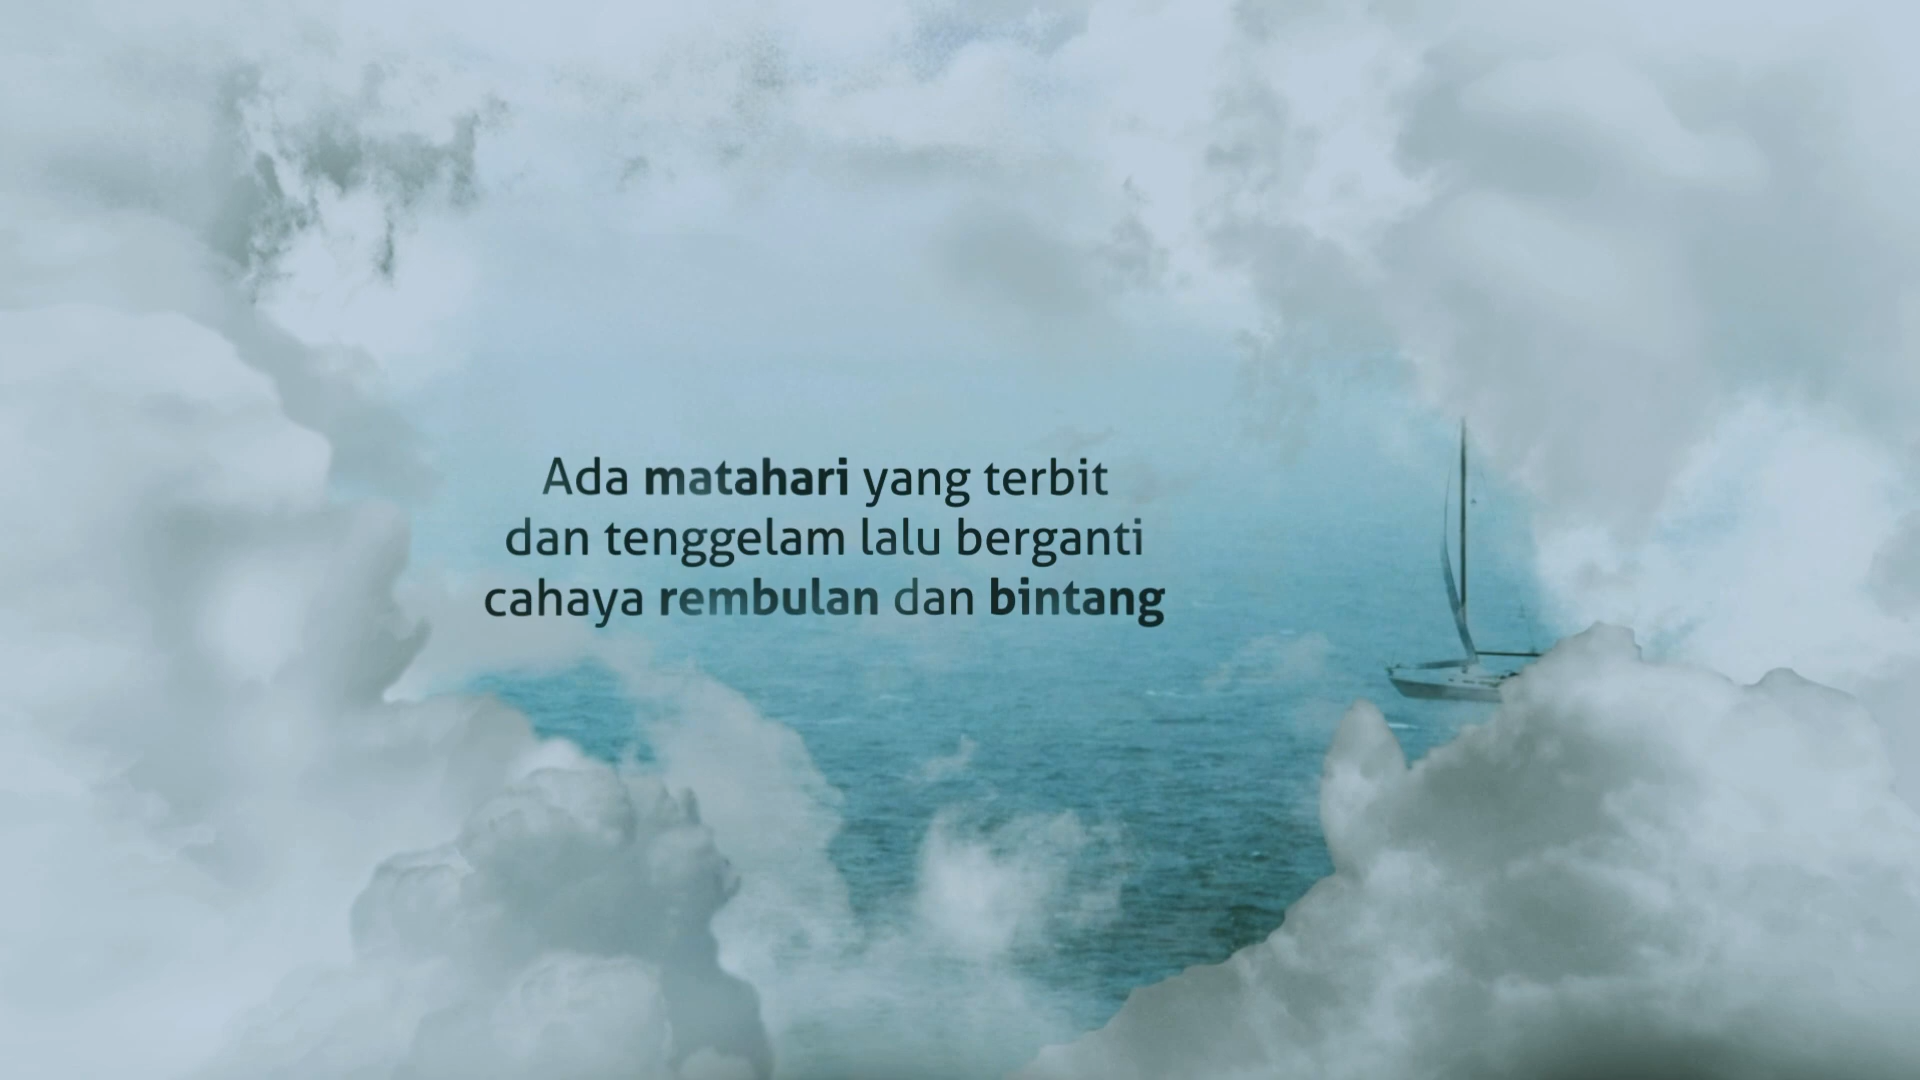 Ada matahari yang terbit
dan tenggelam lalu berganti
cahaya rembulan dan bintang